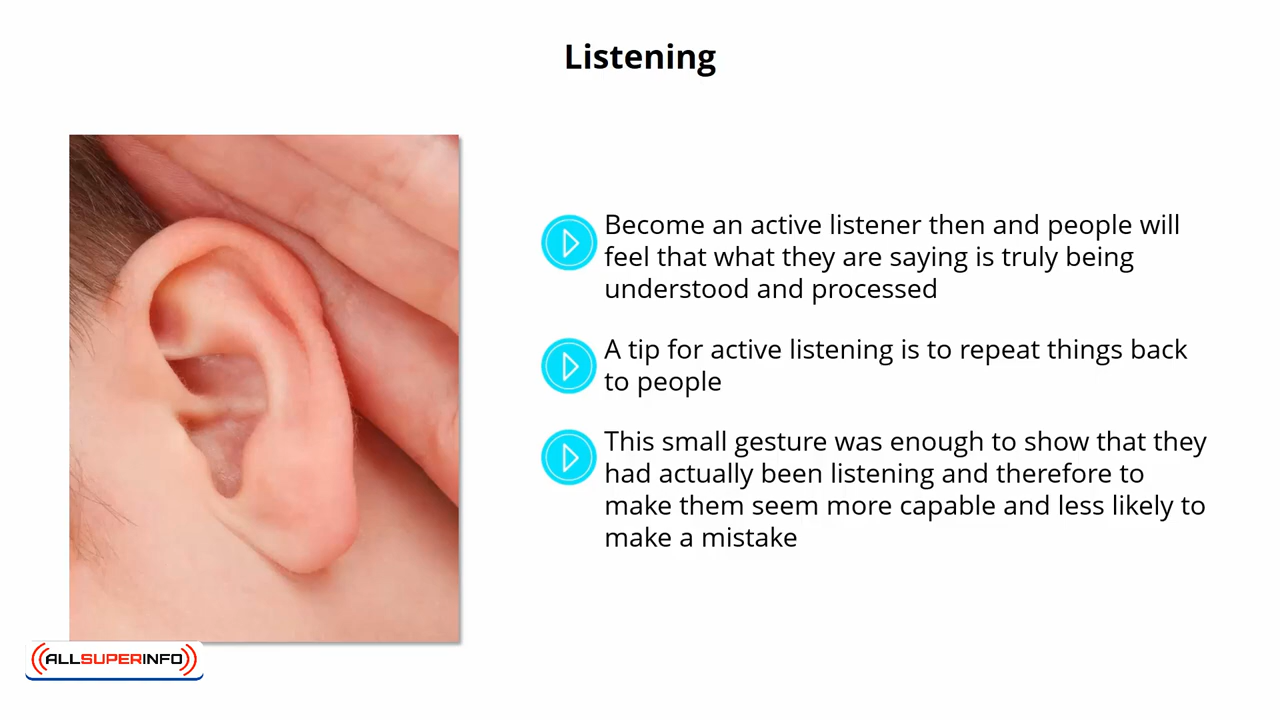 Listening
Become an active listener then and people will
feel that what they are saying is truly being
understood and processed
A tip for active listening is to repeat things back
to people
This small gesture was enough to show that they
had actually been listening and therefore to
make them seem more capable and less likely to
make a mistake
ALLSUPERINFO